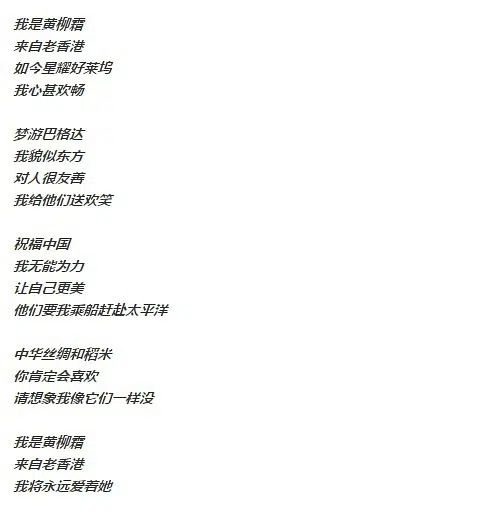 我是黄柳霜
来自老香港
如今星耀好莱坞
我心甚欢畅
梦游巴格达
我貌似东方
对人很友善
我给他们送欢笑
祝福中国
我无能为力
让自己更美
他们要我乘船赶赴太平洋
中华丝绸和稻米
你肯定会喜欢
请想象我像它们一样没
我是黄柳霜
来自老香港
我将永远爱着她